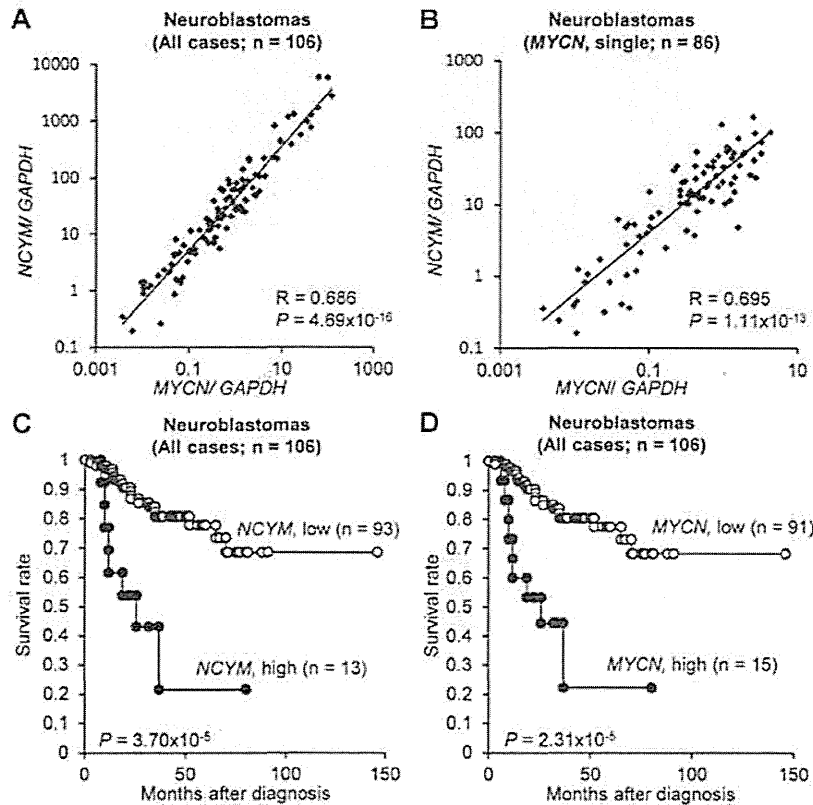 A
Neuroblastomas
(All cases; n = 106)
10000
1000
100
10
1
0.1
0.001
0.1
10
1000
NCYM/ GAPDH
MYCN/ GAPDH
R = 0.686
P = 4.69x10-16
B
Neuroblastomas
(MYCN, single; n = 86)
1000
100
10
1
0.1
0.001
0.1
10
NCYM/ GAPDH
MYCN/ GAPDH
R = 0.695
P = 1.11x10-13
C
Neuroblastomas
(All cases; n = 106)
1
0.9
0.8
0.7
0.6
0.5
0.4
0.3
0.2
0.1
0
0
50
100
150
Survival rate
Months after diagnosis
NCYM, low (n = 93)
NCYM, high (n = 13)
P = 3.70x10-5
D
Neuroblastomas
(All cases; n = 106)
1
0.9
0.8
0.7
0.6
0.5
0.4
0.3
0.2
0.1
0
0
50
100
150
Survival rate
Months after diagnosis
MYCN, low (n = 91)
MYCN, high (n = 15)
P = 2.31x10-5